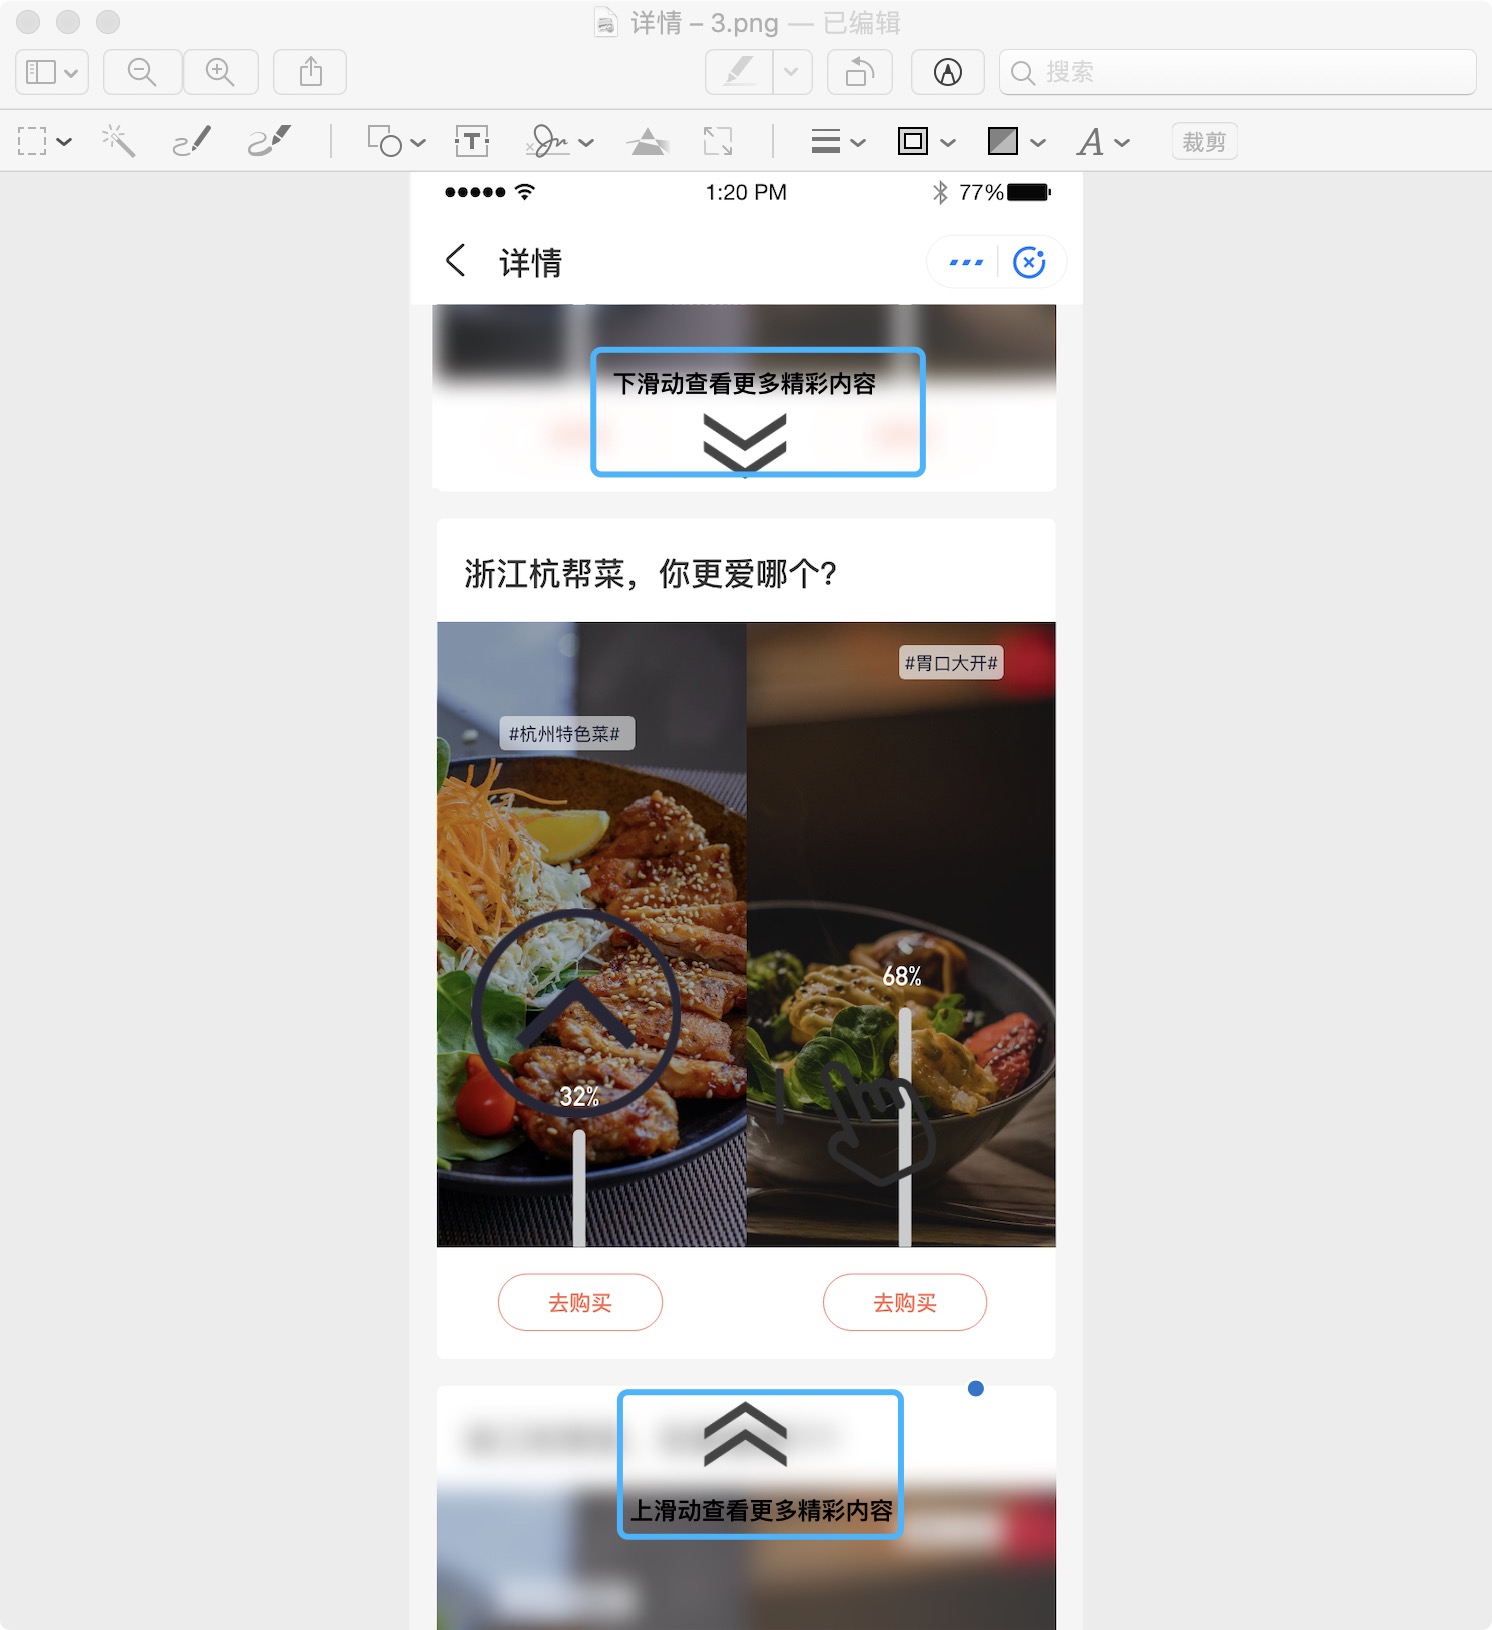 详情 – 3.png — 已编辑
搜索
T
A
裁剪
1:20 PM
77%
详情
下滑动查看更多精彩内容
浙江杭帮菜，你更爱哪个？
#胃口大开#
#杭州特色菜#
68%
32%
去购买
去购买
上滑动查看更多精彩内容